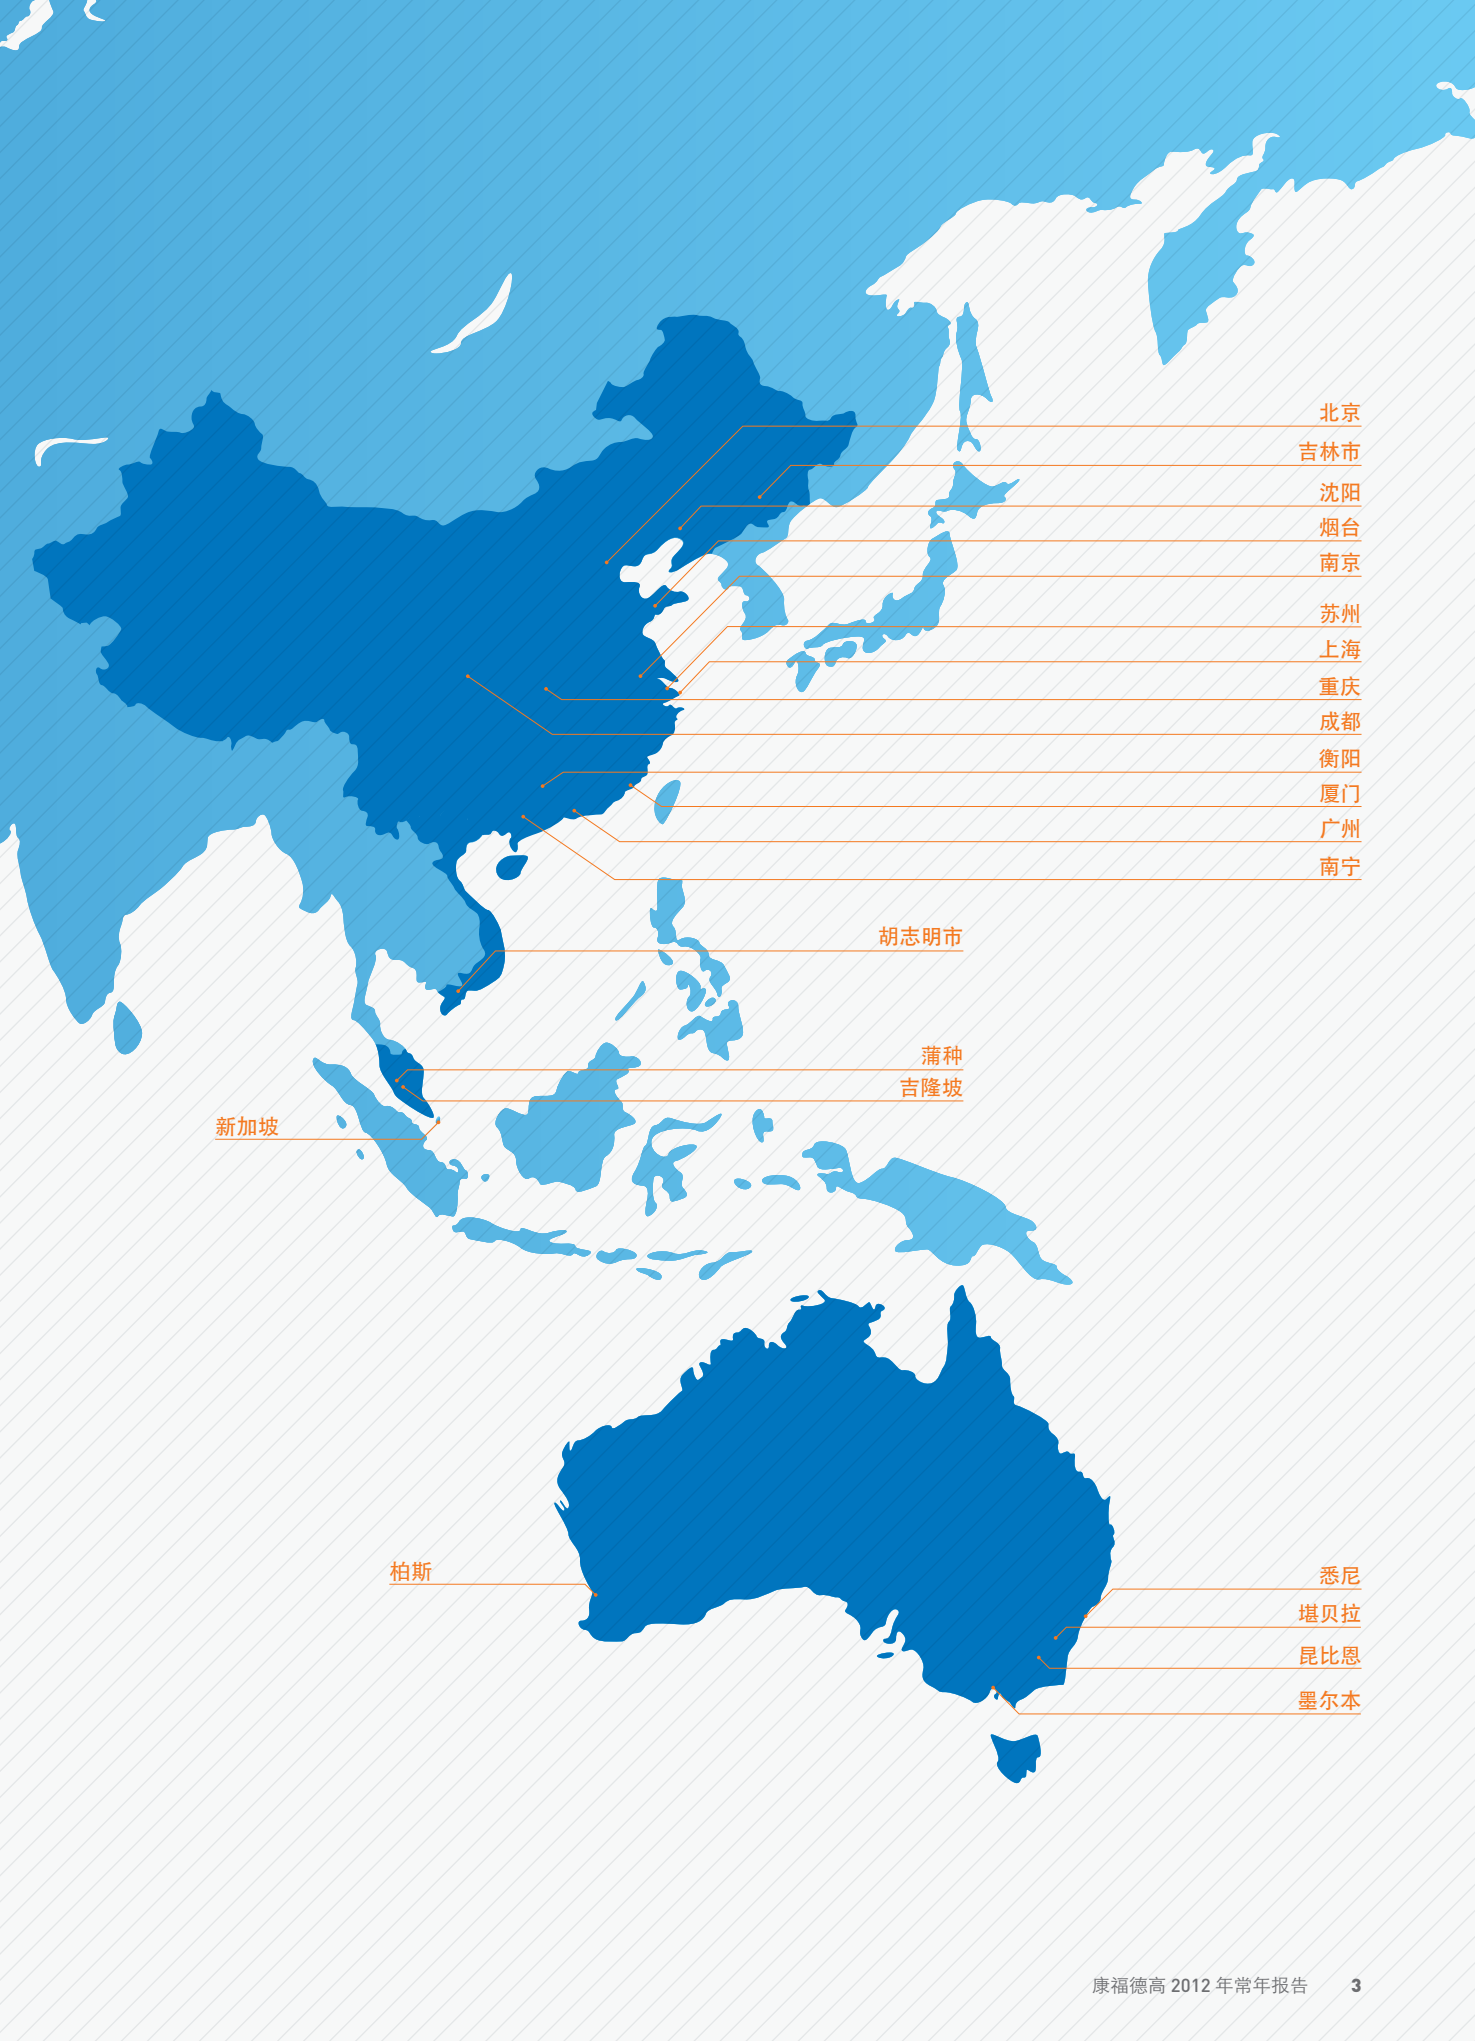 北京
吉林市
沈阳
烟台
南京
苏州
上海
重庆
成都
衡阳
厦门
广州
南宁
胡志明市
蒲种
吉隆坡
新加坡
柏斯
悉尼
堪贝拉
昆比恩
墨尔本
康福德高 2012 年常年报告 3